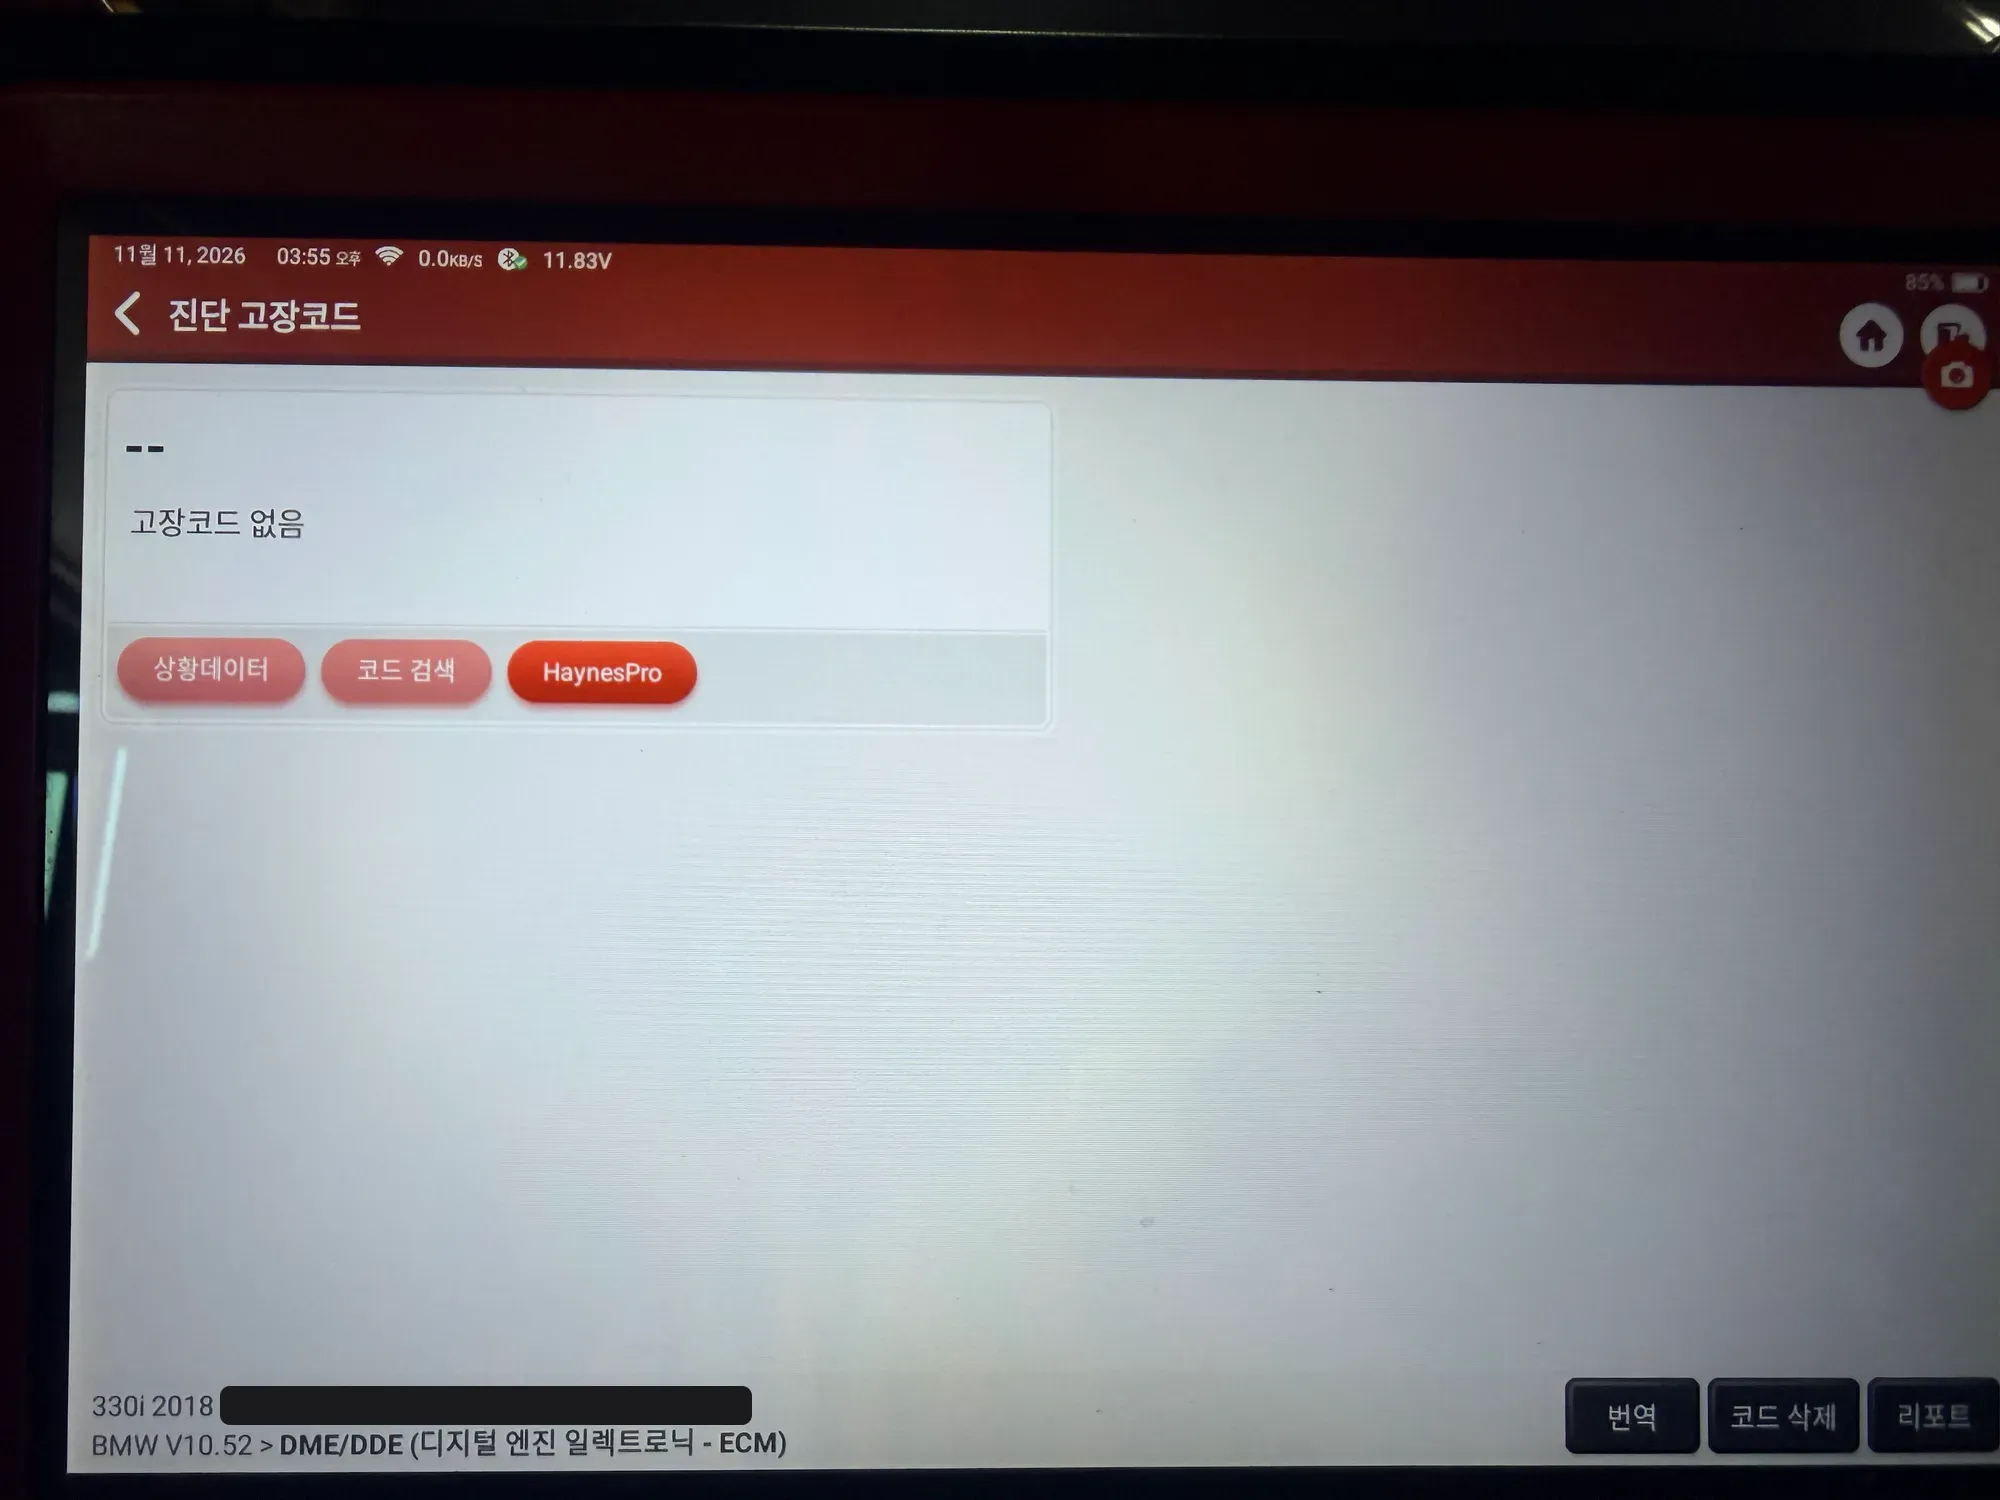 11월 11, 2026 03:55 오후 0.0KB/S 11.83V
85%
진단 고장코드
--
고장코드 없음
상황데이터 코드 검색 HaynesPro
330i 2018
BMW V10.52 > DME/DDE (디지털 엔진 일렉트로닉 - ECM)
번역 코드 삭제 리포트